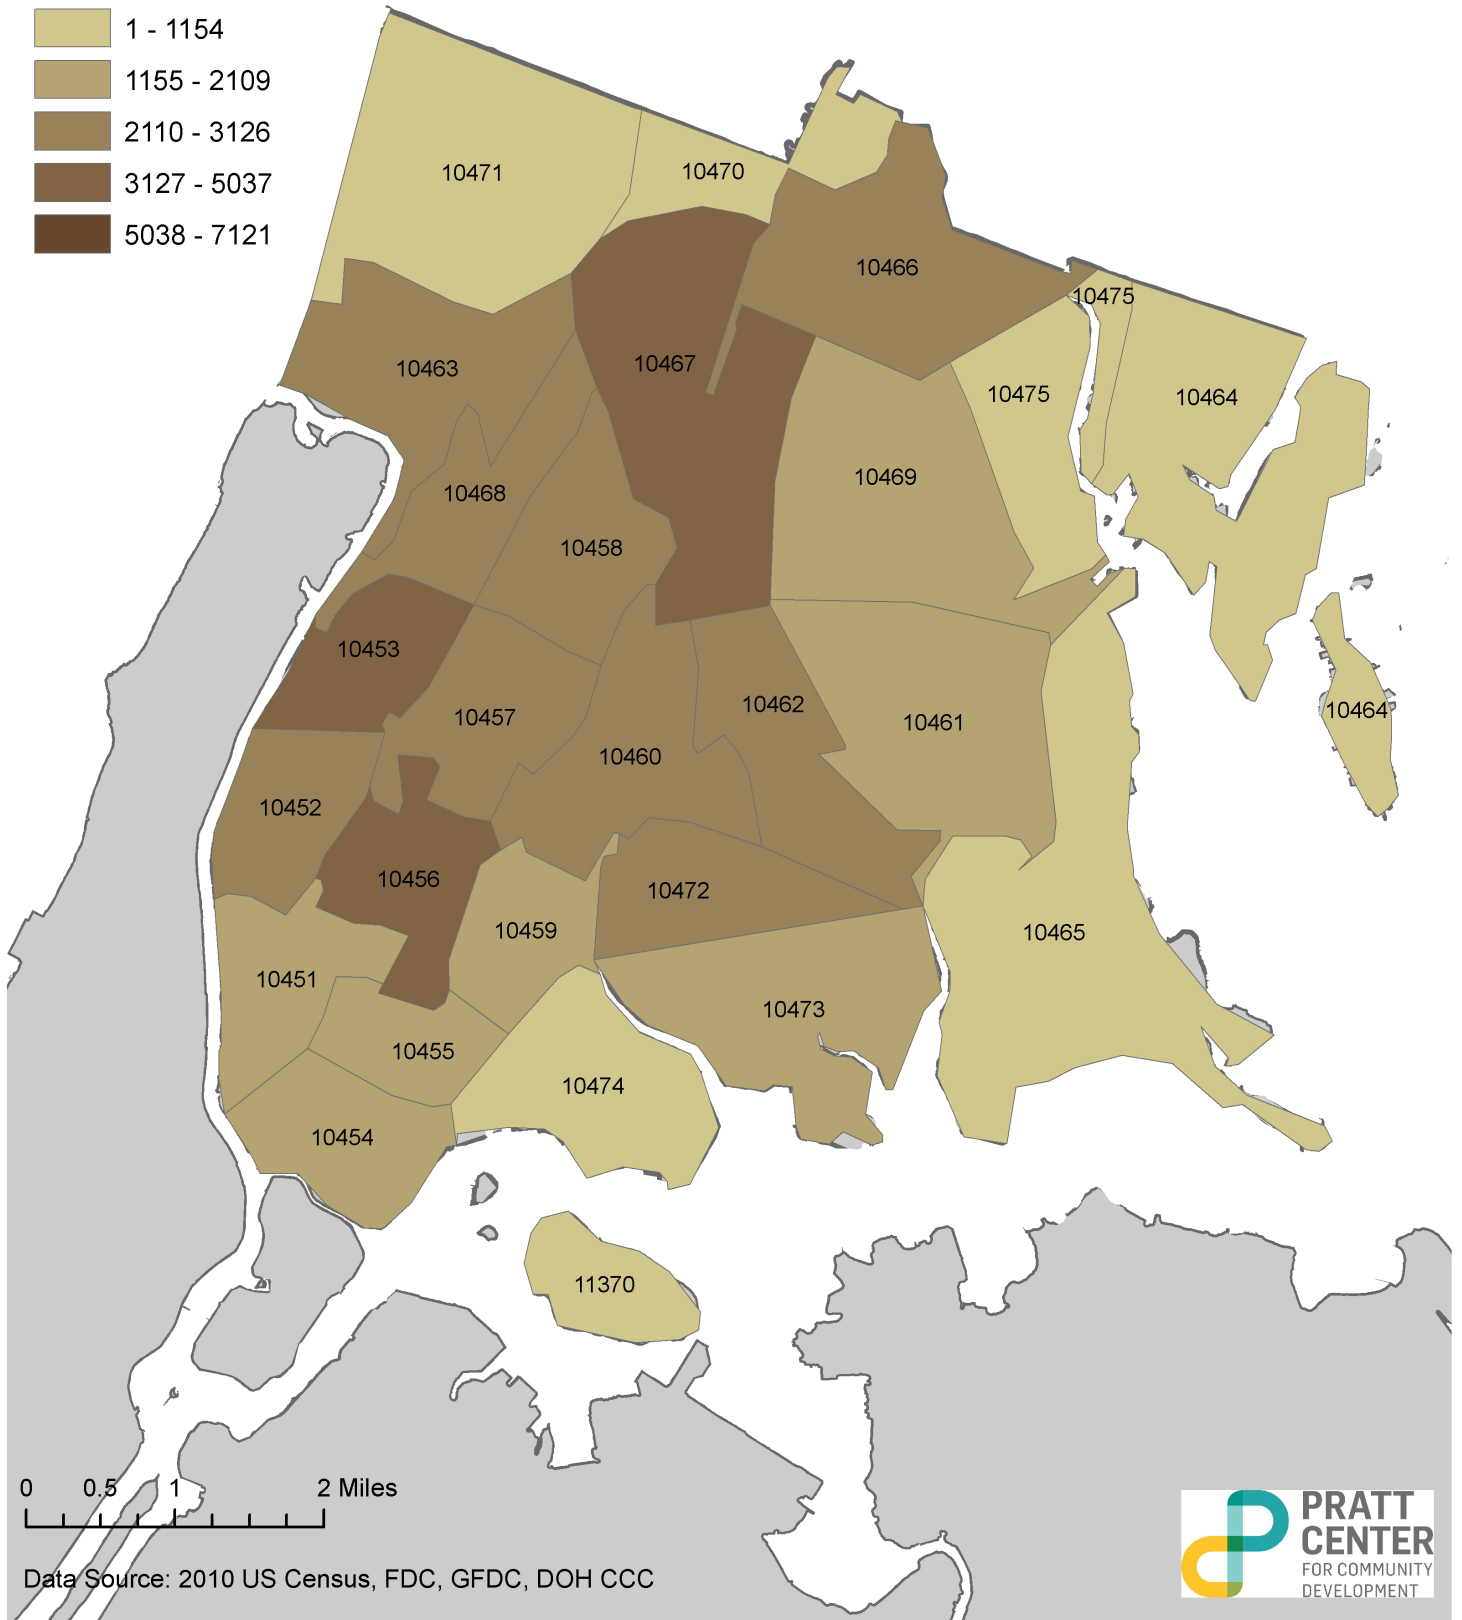 1 - 1154
1155 - 2109
2110 - 3126
3127 - 5037
5038 - 7121
10471
10470
10466
10475
10463
10467
10475
10464
10469
10468
10458
10453
10462
10464
10457
10461
10460
10452
10456
10472
10459
10465
10451
10473
10455
10474
10454
11370
0 0.5 1 2 Miles
Data Source: 2010 US Census, FDC, GFDC, DOH CCC
PRATT
CENTER
FOR COMMUNITY
DEVELOPMENT